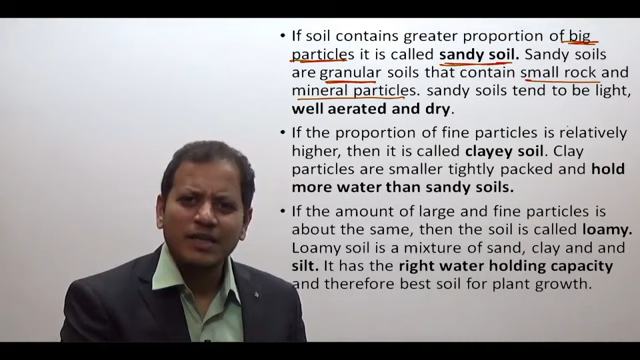 • If soil contains greater proportion of big
particles it is called sandy soil. Sandy soils
are granular soils that contain small rock and
mineral particles. sandy soils tend to be light,
well aerated and dry.
• If the proportion of fine particles is relatively
higher, then it is called clayey soil. Clay
particles are smaller tightly packed and hold
more water than sandy soils.
• If the amount of large and fine particles is
about the same, then the soil is called loamy.
Loamy soil is a mixture of sand, clay and and
silt. It has the right water holding capacity
and therefore best soil for plant growth.